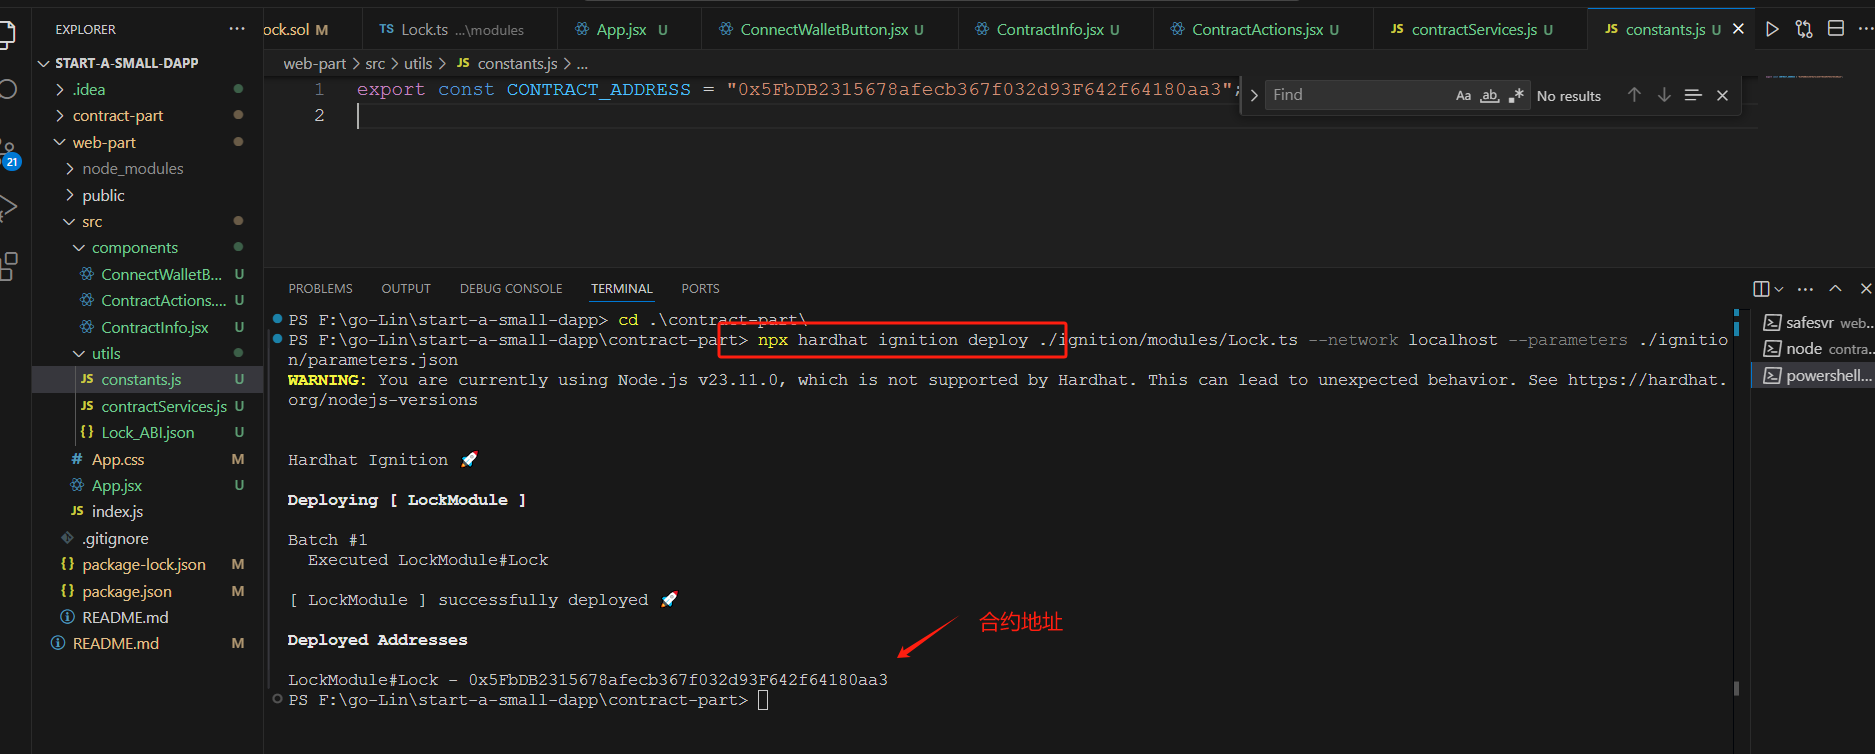 EXPLORER
START-A-SMALL-DAPP
.idea
contract-part
web-part
node_modules
public
src
components
ConnectWalletB... U
ContractActions.... U
ContractInfo.jsx U
utils
JS constants.js U
JS contractServices.js U
{} Lock_ABI.json U
# App.css M
App.jsx U
JS index.js
.gitignore
{} package-lock.json M
{} package.json M
README.md
README.md M
21
ock.sol M
TS Lock.ts ...\modules
App.jsx U
ConnectWalletButton.jsx U
ContractInfo.jsx U
ContractActions.jsx U
JS contractServices.js U
JS constants.js U
web-part > src > utils > JS constants.js > ...
1 export const CONTRACT_ADDRESS = "0x5FbDB2315678afecb367f032d93F642f64180aa3";
2
Find
Aa ab .* No results
PROBLEMS OUTPUT DEBUG CONSOLE TERMINAL PORTS
PS F:\go-Lin\start-a-small-dapp> cd .\contract-part\
PS F:\go-Lin\start-a-small-dapp\contract-part> npx hardhat ignition deploy ./ignition/modules/Lock.ts --network localhost --parameters ./ignitio
n/parameters.json
WARNING: You are currently using Node.js v23.11.0, which is not supported by Hardhat. This can lead to unexpected behavior. See https://hardhat.
org/nodejs-versions
Hardhat Ignition 🚀
Deploying [ LockModule ]
Batch #1
Executed LockModule#Lock
[ LockModule ] successfully deployed 🚀
Deployed Addresses
合约地址
LockModule#Lock - 0x5FbDB2315678afecb367f032d93F642f64180aa3
PS F:\go-Lin\start-a-small-dapp\contract-part>
safesvr web...
node contra...
powershell...